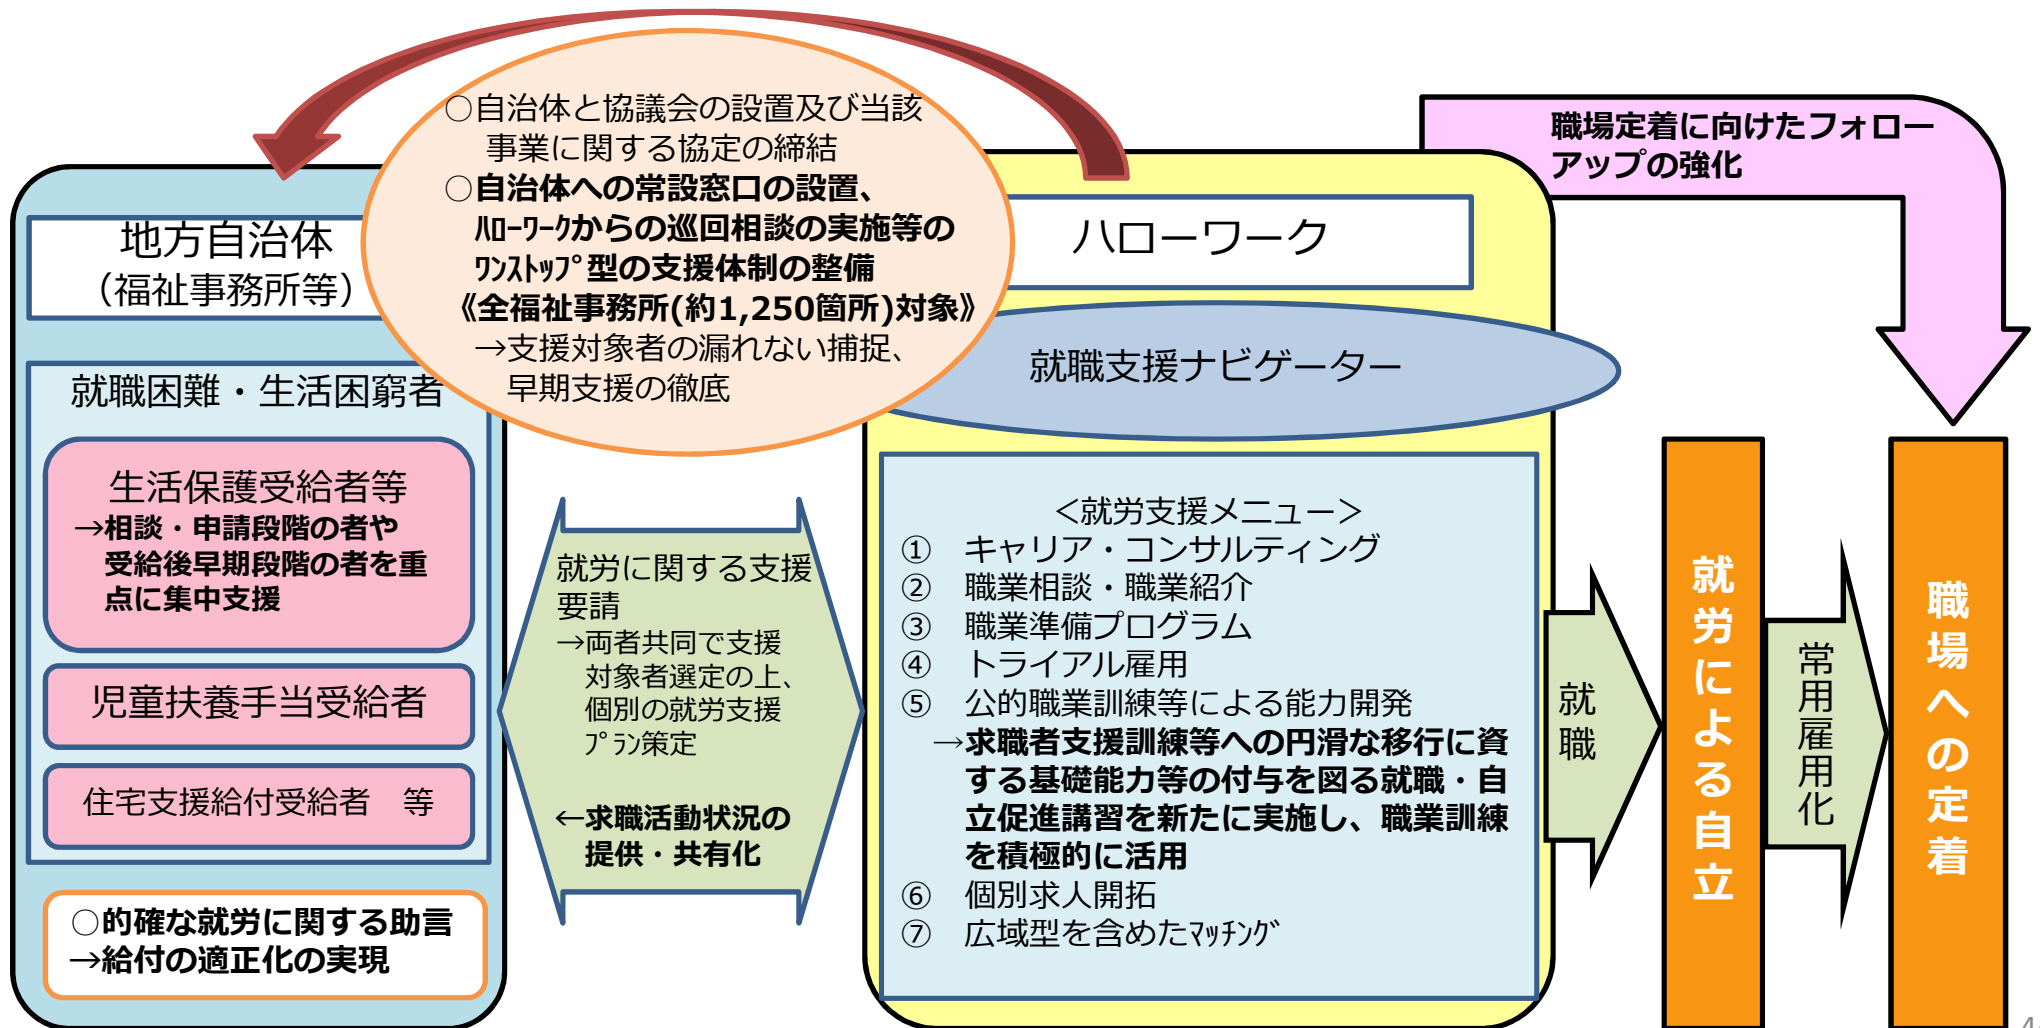 ○自治体と協議会の設置及び当該
事業に関する協定の締結
○自治体への常設窓口の設置、
ﾊﾛｰﾜｰｸからの巡回相談の実施等の
ﾜﾝｽﾄｯﾌﾟ型の支援体制の整備
《全福祉事務所(約1,250箇所)対象》
→支援対象者の漏れない捕捉、
早期支援の徹底
職場定着に向けたフォロー
アップの強化
地方自治体
（福祉事務所等）
就職困難・生活困窮者
生活保護受給者等
→相談・申請段階の者や
受給後早期段階の者を重
点に集中支援
児童扶養手当受給者
住宅支援給付受給者　等
○的確な就労に関する助言
→給付の適正化の実現
就労に関する支援
要請
→両者共同で支援
対象者選定の上、
個別の就労支援
ﾌﾟﾗﾝ策定
←求職活動状況の
提供・共有化
ハローワーク
就職支援ナビゲーター
＜就労支援メニュー＞
①　キャリア・コンサルティング
②　職業相談・職業紹介
③　職業準備プログラム
④　トライアル雇用
⑤　公的職業訓練等による能力開発
→求職者支援訓練等への円滑な移行に資
する基礎能力等の付与を図る就職・自
立促進講習を新たに実施し、職業訓練
を積極的に活用
⑥　個別求人開拓
⑦　広域型を含めたﾏｯﾁﾝｸﾞ
就職
就労による自立
常用雇用化
職場への定着
4